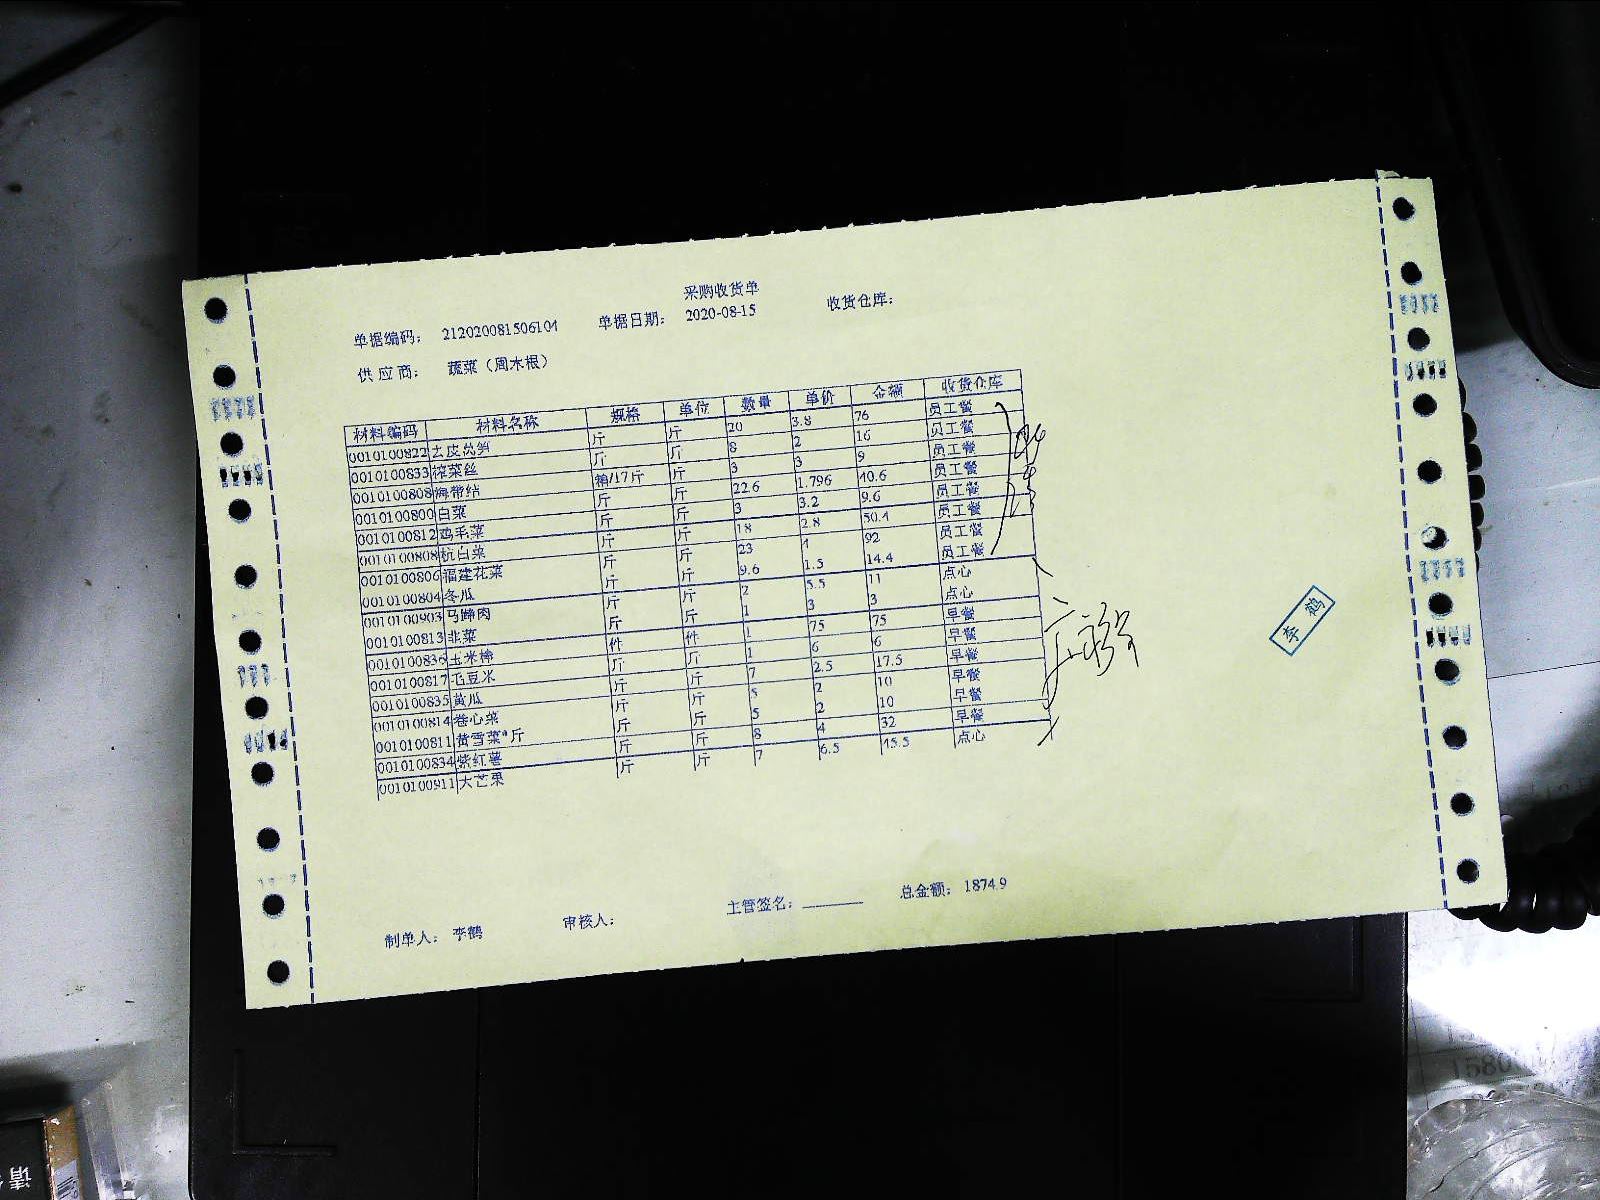 采购收货单
单据编码: 212020081506104 单据日期: 2020-08-15 收货仓库:
供应商: 蔬菜(周木根)
材料编码 材料名称 规格 单位 数量 单价 金额 收货仓库
0010100822 去皮莴笋 斤 斤 20 3.8 76 员工餐
0010100833 榨菜丝 斤 斤 8 2 16 员工餐
0010100808 海带结 箱/17斤 斤 3 3 9 员工餐
0010100800 白菜 斤 斤 22.6 1.796 40.6 员工餐
0010100812 鸡毛菜 斤 斤 3 3.2 9.6 员工餐
0010100808 杭白菜 斤 斤 18 2.8 50.4 员工餐
0010100806 福建花菜 斤 斤 23 4 92 员工餐
0010100804 冬瓜 斤 斤 9.6 1.5 14.4 员工餐
0010100903 马蹄肉 斤 斤 2 5.5 11 点心
0010100813 韭菜 斤 斤 1 3 3 点心
0010100836 玉米棒 件 件 1 75 75 早餐
0010100817 毛豆米 斤 斤 1 6 6 早餐
0010100835 黄瓜 斤 斤 7 2.5 17.5 早餐
0010100814 卷心菜 斤 斤 5 2 10 早餐
0010100811 黄雪菜*斤 斤 斤 5 2 10 早餐
0010100834 紫红薯 斤 斤 8 4 32 早餐
0010100911 大芒果 斤 斤 7 6.5 45.5 点心
李鹤
制单人: 李鹤 审核人: 主管签名: 总金额: 1874.9
请